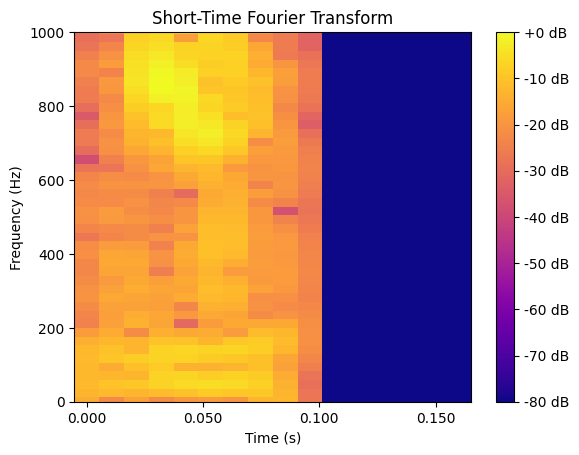 Short-Time Fourier Transform
1000
800
600
400
200
0
Frequency (Hz)
0.000
0.050
0.100
0.150
Time (s)
+0 dB
-10 dB
-20 dB
-30 dB
-40 dB
-50 dB
-60 dB
-70 dB
-80 dB